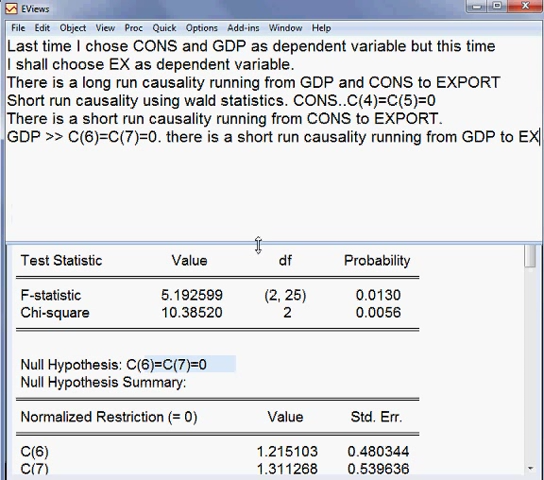 EViews
File Edit Object View Proc Quick Options Add-ins Window Help
Last time I chose CONS and GDP as dependent variable but this time
I shall choose EX as dependent variable.
There is a long run causality running from GDP and CONS to EXPORT
Short run causality using wald statistics. CONS..C(4)=C(5)=0
There is a short run causality running from CONS to EXPORT.
GDP >> C(6)=C(7)=0. there is a short run causality running from GDP to EX
Test Statistic Value df Probability
F-statistic 5.192599 (2, 25) 0.0130
Chi-square 10.38520 2 0.0056
Null Hypothesis: C(6)=C(7)=0
Null Hypothesis Summary:
Normalized Restriction (= 0) Value Std. Err.
C(6) 1.215103 0.480344
C(7) 1.311268 0.539636